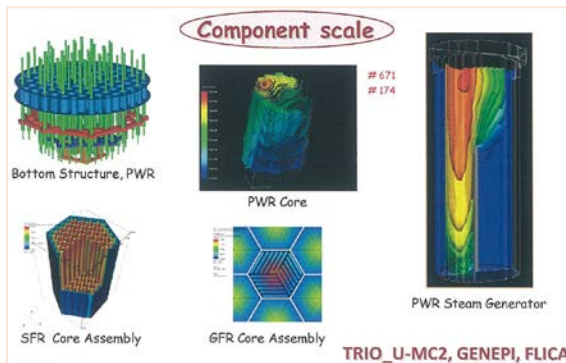 Component scale
# 671
# 174
Bottom Structure, PWR
PWR Core
SFR Core Assembly
GFR Core Assembly
PWR Steam Generator
TRIO_U-MC2, GENEPI, FLICA